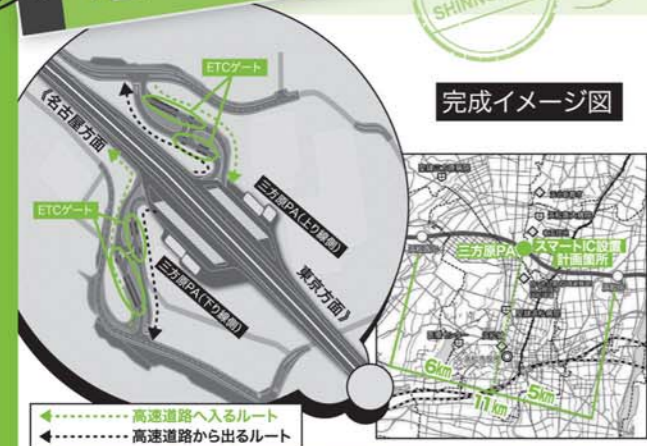 SHINN
完成イメージ図
ETCゲート
《名古屋方面
ETCゲート
三方原PA(上り線側)
三方原PA(下り線側)
東京方面》
三方原PA
スマートIC設置
計画箇所
6km
5km
11km
高速道路へ入るルート
高速道路から出るルート